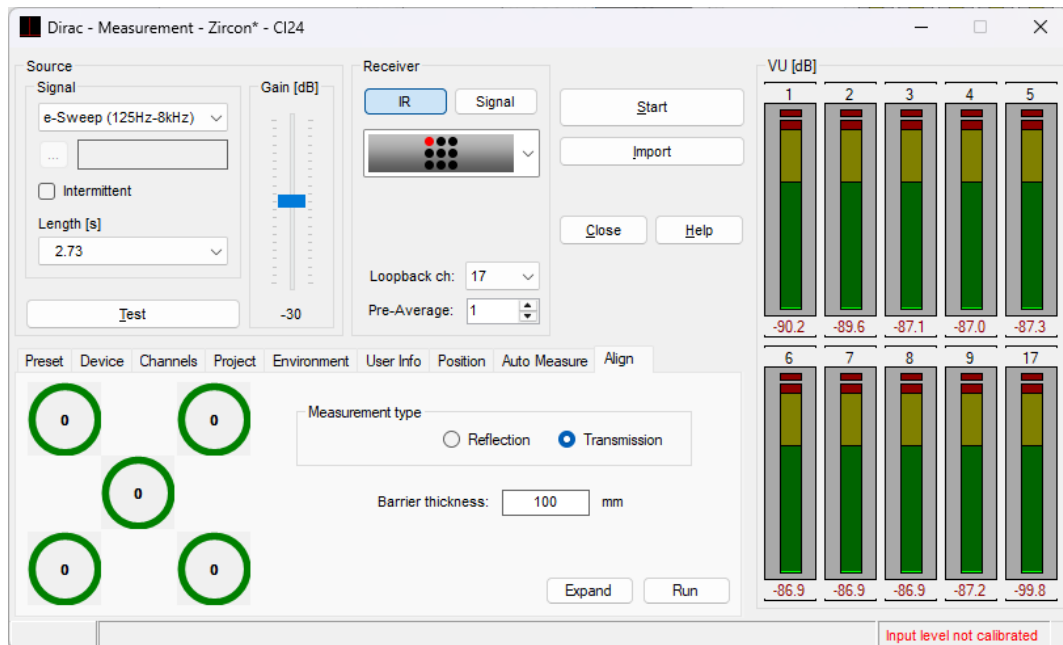 Dirac - Measurement - Zircon* - CI24
Source
Signal
e-Sweep (125Hz-8kHz)
...
Intermittent
Length [s]
2.73
Test
Gain [dB]
-30
Receiver
IR
Signal
Loopback ch:
17
Pre-Average:
1
Start
Import
Close
Help
VU [dB]
1 2 3 4 5
-90.2 -89.6 -87.1 -87.0 -87.3
6 7 8 9 17
-86.9 -86.9 -86.9 -87.2 -99.8
Preset Device Channels Project Environment User Info Position Auto Measure Align
0 0
0
0 0
Measurement type
Reflection Transmission
Barrier thickness: 100 mm
Expand Run
Input level not calibrated